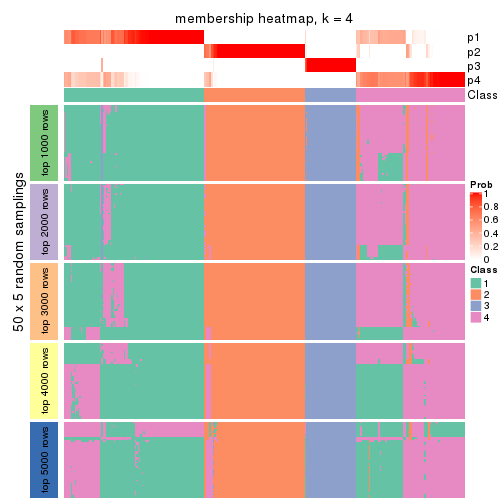 membership heatmap, k = 4
p1
p2
p3
p4
Class
50 x 5 random samplings
top 1000 rows
top 2000 rows
top 3000 rows
top 4000 rows
top 5000 rows
Prob
1
0.8
0.6
0.4
0.2
0
Class
1
2
3
4